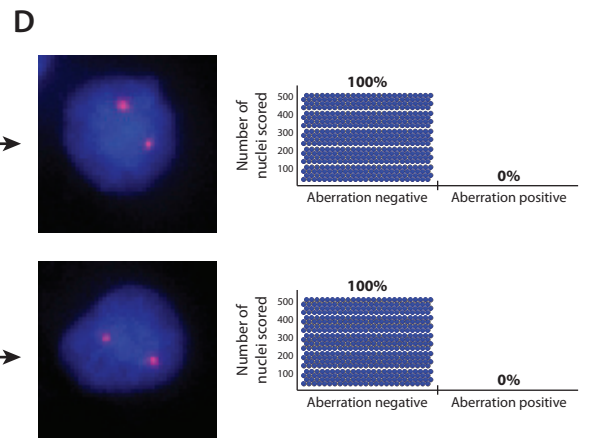 D
100%
Number of
nuclei scored
500
400
300
200
100
0%
Aberration negative
Aberration positive
100%
Number of
nuclei scored
500
400
300
200
100
0%
Aberration negative
Aberration positive